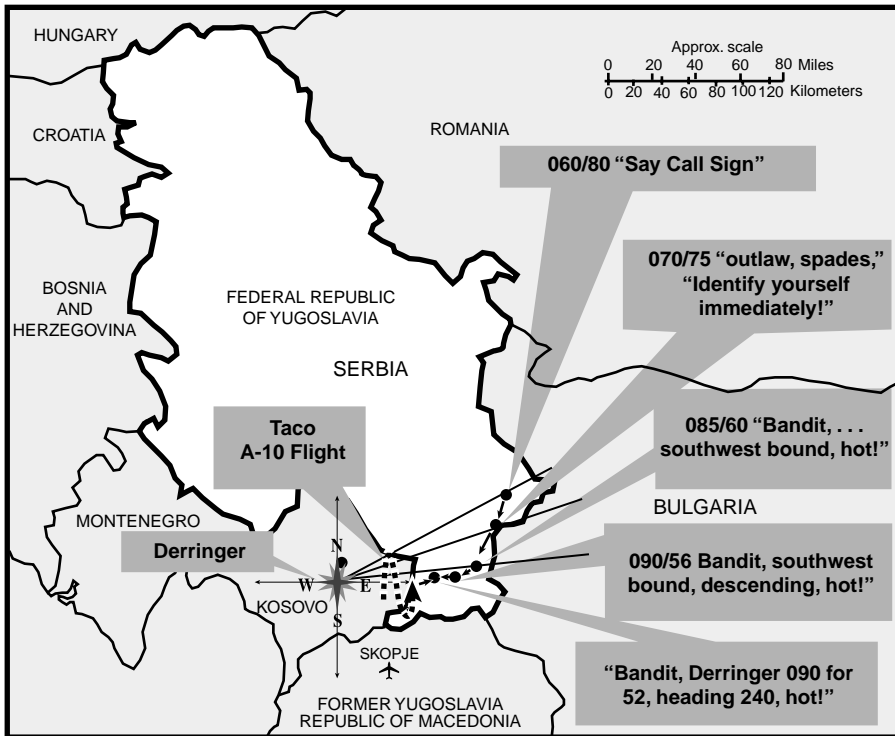 HUNGARY
Approx. scale
0 20 40 60 80 Miles
0 20 40 60 80 100 120 Kilometers
CROATIA
ROMANIA
060/80 “Say Call Sign”
070/75 “outlaw, spades,”
“Identify yourself
immediately!”
BOSNIA
AND
HERZEGOVINA
FEDERAL REPUBLIC
OF YUGOSLAVIA
SERBIA
Taco
A-10 Flight
085/60 “Bandit, . . .
southwest bound, hot!”
BULGARIA
MONTENEGRO
Derringer
N
W
E
S
KOSOVO
090/56 Bandit, southwest
bound, descending, hot!”
SKOPJE
“Bandit, Derringer 090 for
52, heading 240, hot!”
FORMER YUGOSLAVIA
REPUBLIC OF MACEDONIA